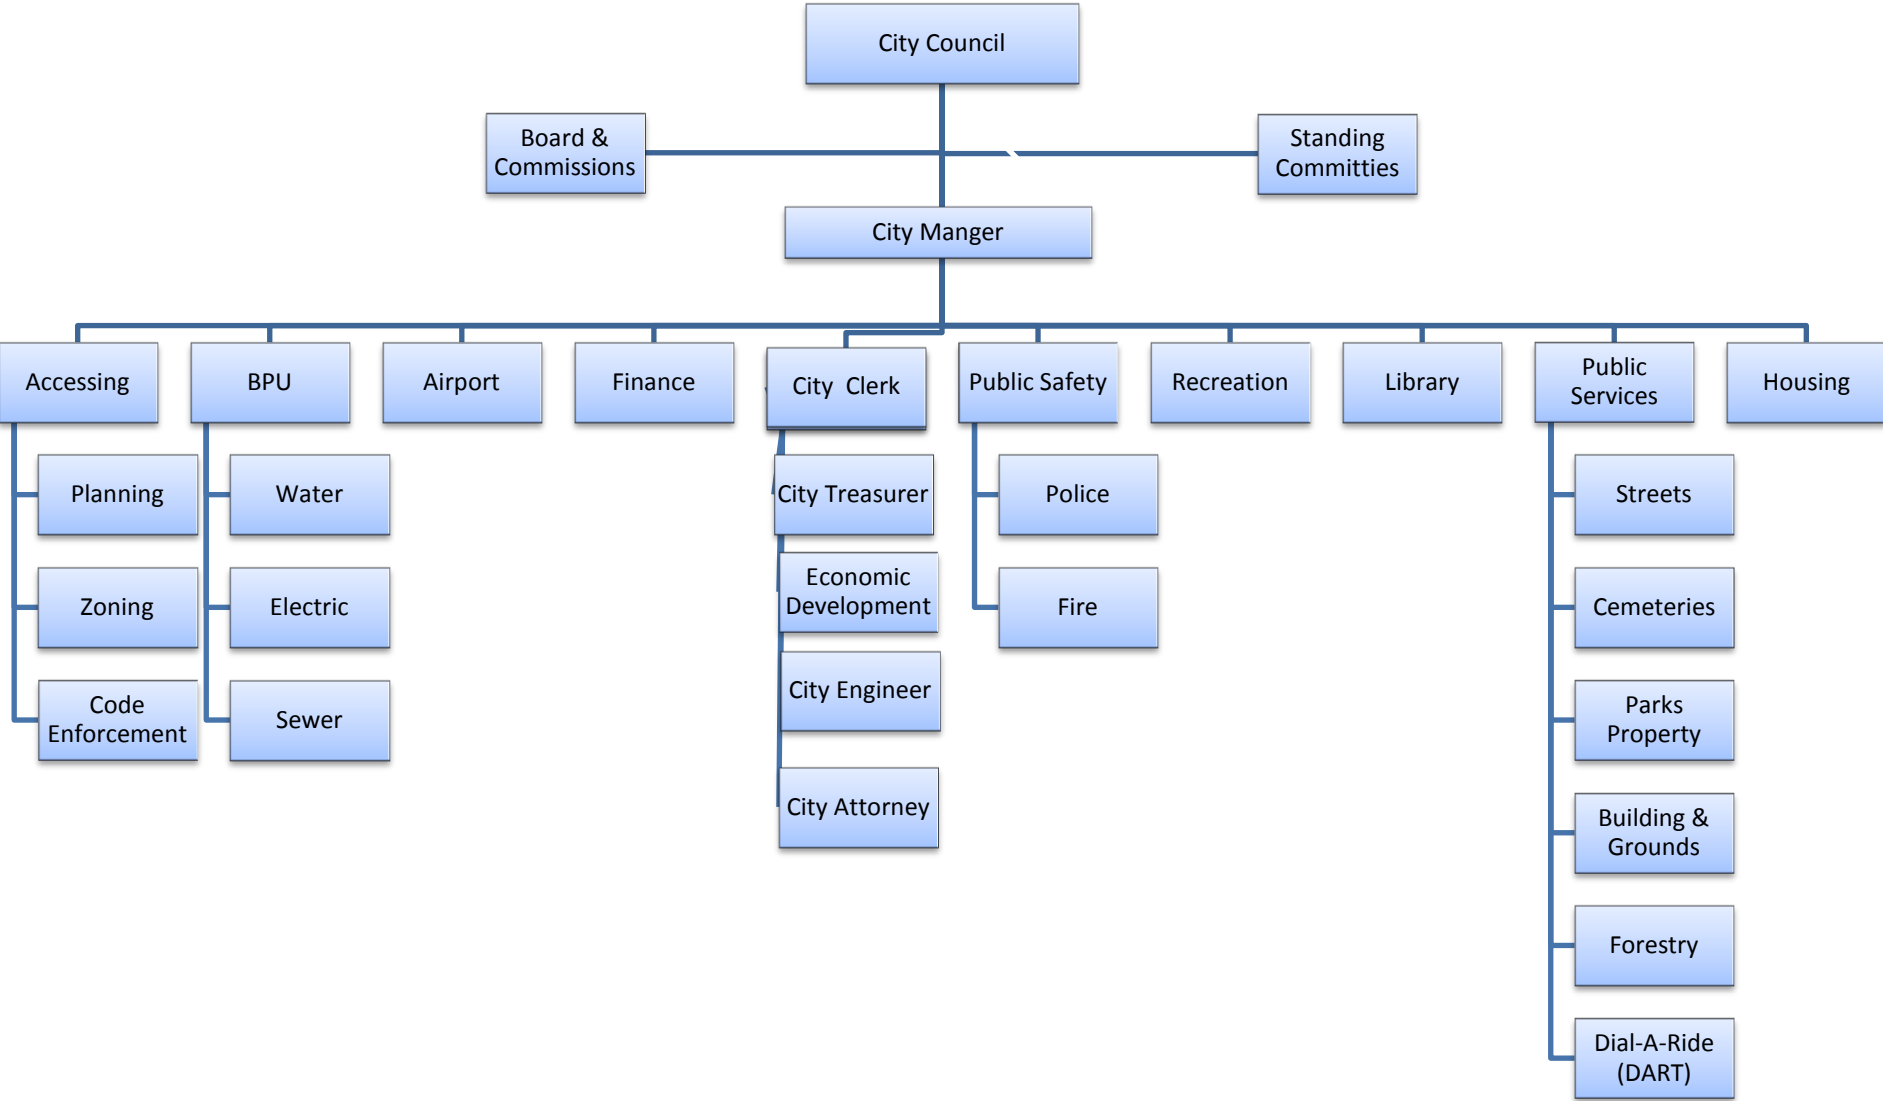 City Council
Board &
Commissions
Standing
Committies
City Manger
Accessing
BPU
Airport
Finance
City Clerk
Public Safety
Recreation
Library
Public
Services
Housing
Planning
Water
City Treasurer
Police
Streets
Zoning
Electric
Economic
Development
Fire
Cemeteries
Code
Enforcement
Sewer
City Engineer
Parks
Property
City Attorney
Building &
Grounds
Forestry
Dial-A-Ride
(DART)